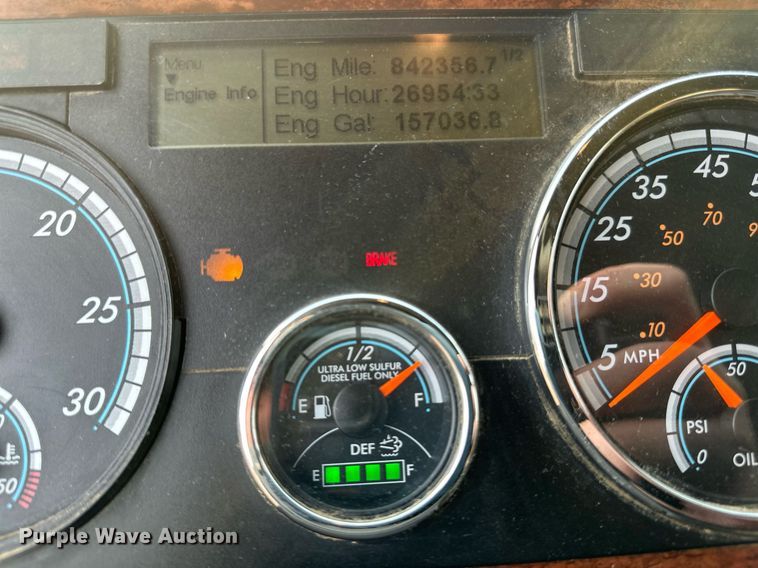 Menu
Engine Info
Eng Mile: 842356.7 1/2
Eng Hour: 26954:33
Eng Gal: 157036.8
20
25
30
50
BRAKE
1/2
ULTRA LOW SULFUR
DIESEL FUEL ONLY
E F
DEF
E F
45
35
25
15
5 MPH
70
50
30
10
50
PSI
0
OIL
Purple Wave Auction